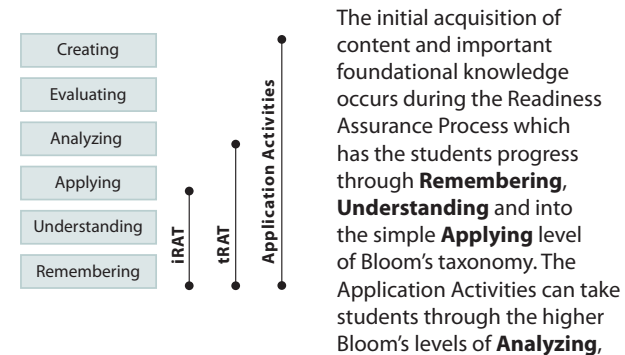 Creating
Evaluating
Analyzing
Applying
Understanding
Remembering
iRAT
tRAT
Application Activities
The initial acquisition of
content and important
foundational knowledge
occurs during the Readiness
Assurance Process which
has the students progress
through Remembering,
Understanding and into
the simple Applying level
of Bloom’s taxonomy. The
Application Activities can take
students through the higher
Bloom’s levels of Analyzing,